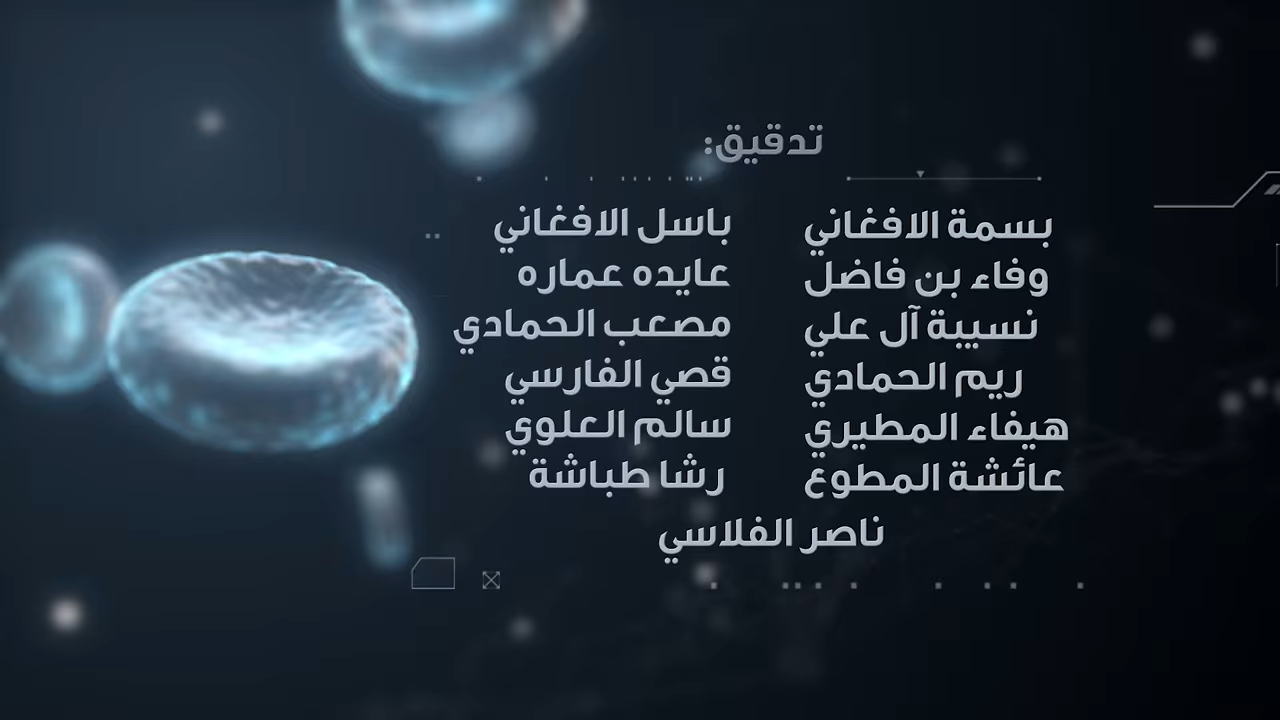 تدقيق:
بسمة الافغاني
وفاء بن فاضل
نسيبة آل علي
ريم الحمادي
هيفاء المطيري
عائشة المطوع
باسل الافغاني
عايده عماره
مصعب الحمادي
قصي الفارسي
سالم العلوي
رشا طباشة
ناصر الفلاسي